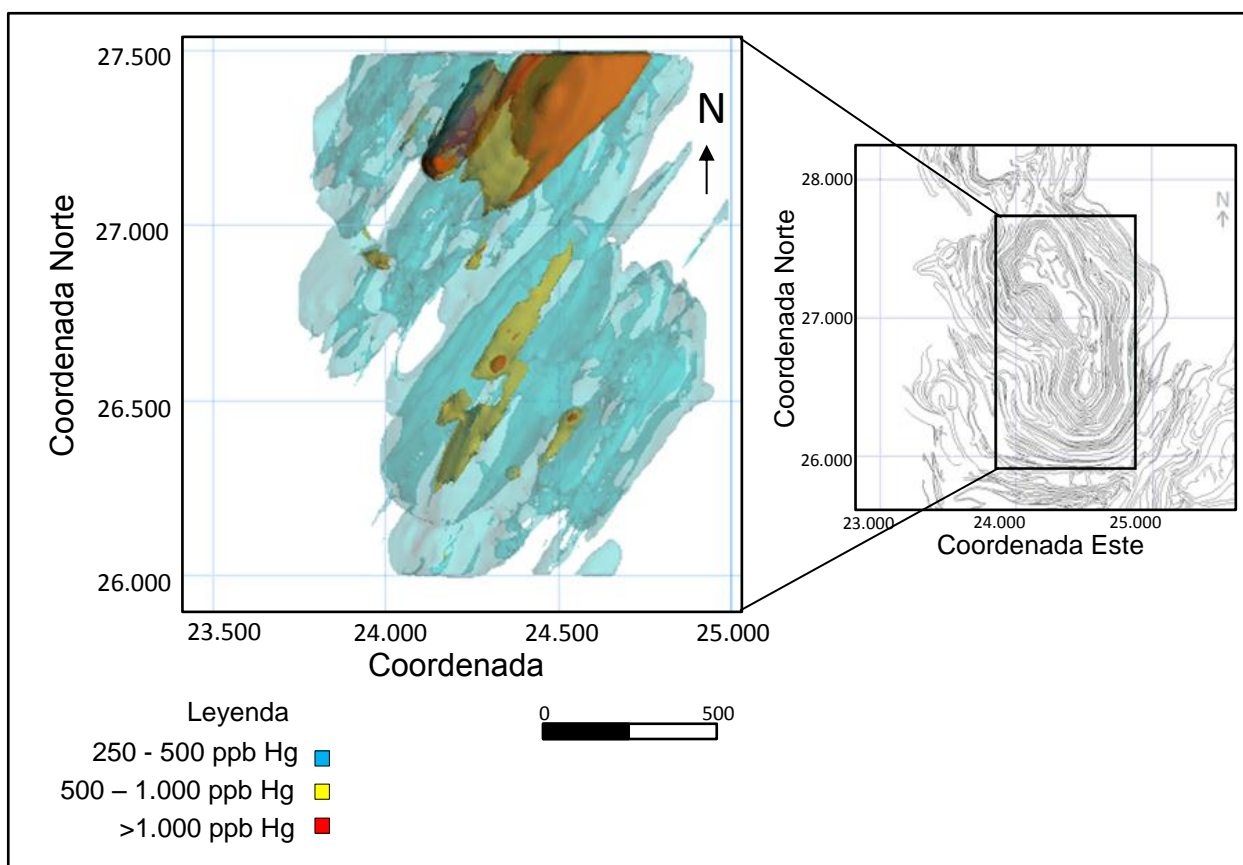 27.500
27.000
26.500
26.000
Coordenada Norte
N
23.500
24.000
24.500
25.000
Coordenada
28.000
27.000
26.000
Coordenada Norte
N
23.000
24.000
25.000
Coordenada Este
Leyenda
250 - 500 ppb Hg
500 – 1.000 ppb Hg
>1.000 ppb Hg
0
500